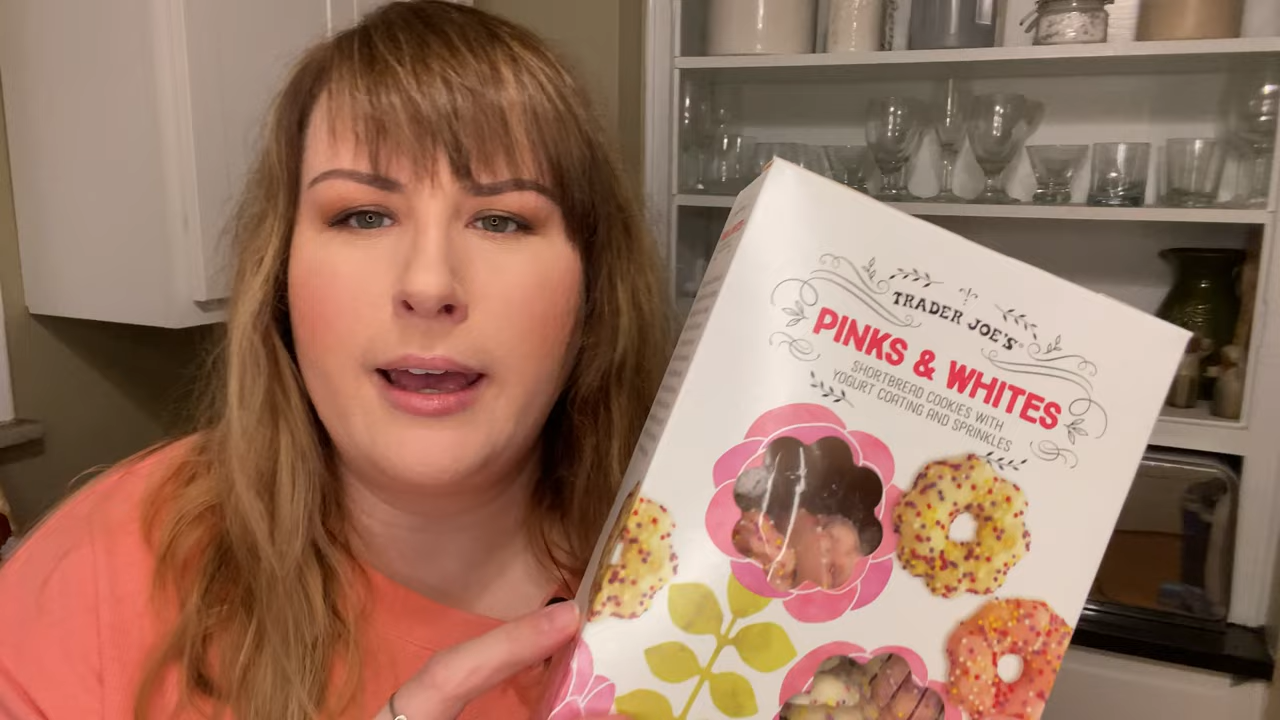 TRADER JOE'S
PINKS & WHITES
SHORTBREAD COOKIES WITH
YOGURT COATING AND SPRINKLES